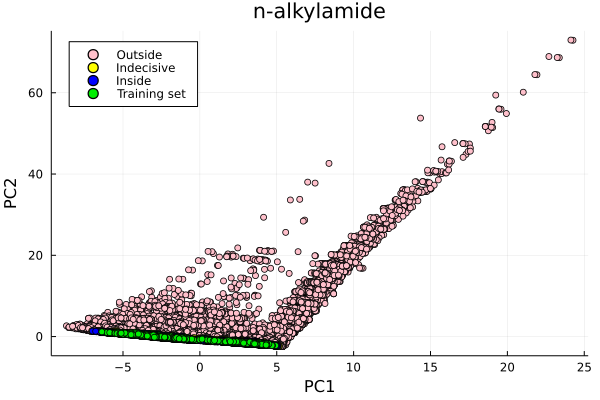 n-alkylamide
Outside
Indecisive
Inside
Training set
PC2
60
40
20
0
−5
0
5
10
15
20
25
PC1